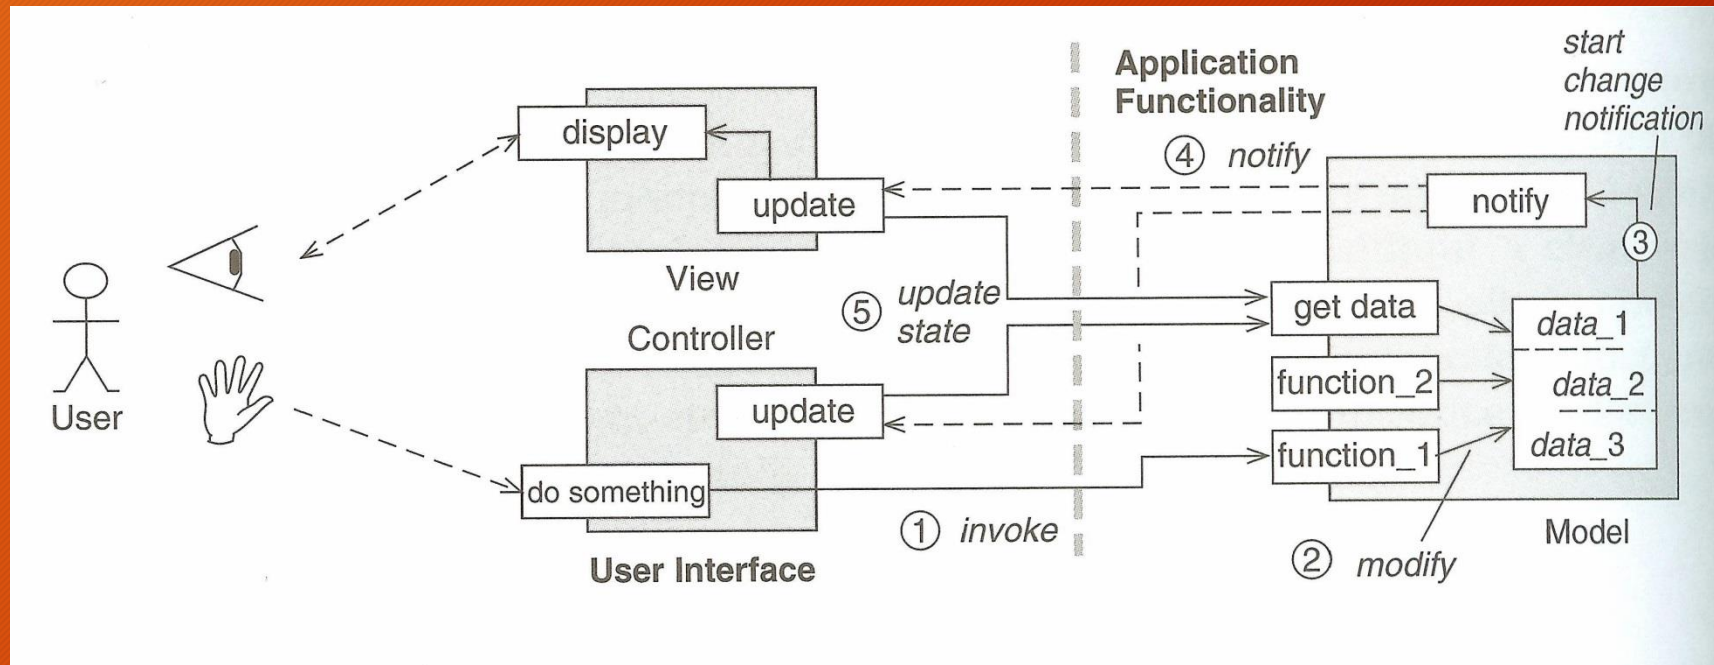 Application
Functionality
start
change
notification
display
④ notify
update
notify
③
View
⑤ update
state
get data
data_1
Controller
function_2
data_2
User
update
function_1
data_3
do something
① invoke
Model
User Interface
② modify